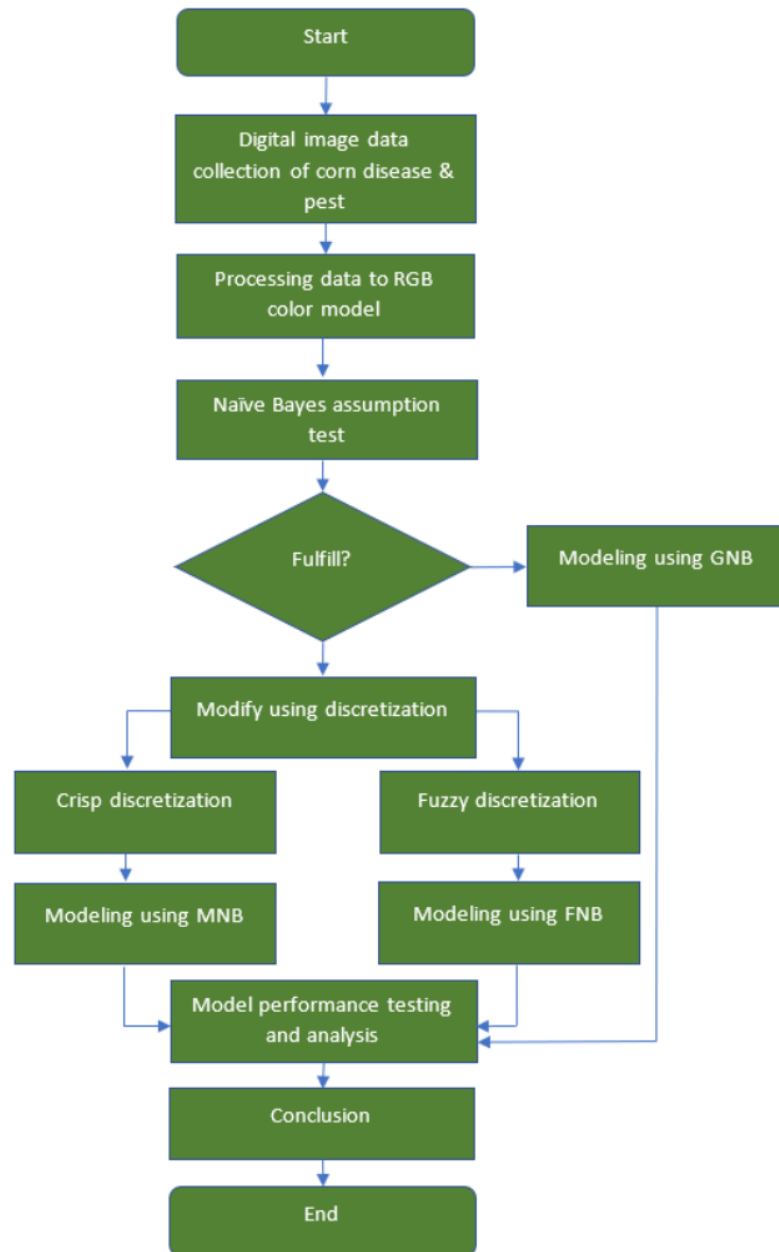 Start
Digital image data
collection of corn disease &
pest
Processing data to RGB
color model
Naïve Bayes assumption
test
Fulfill?
Modeling using GNB
Modify using discretization
Crisp discretization
Fuzzy discretization
Modeling using MNB
Modeling using FNB
Model performance testing
and analysis
Conclusion
End